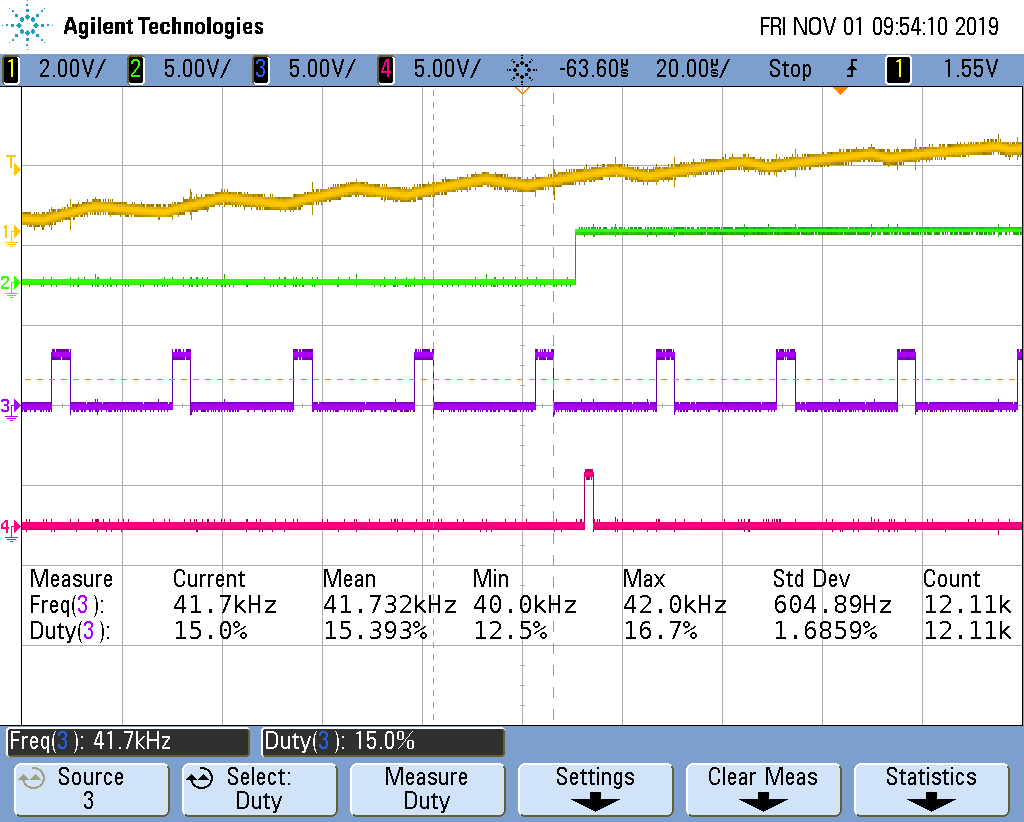 Agilent Technologies FRI NOV 01 09:54:10 2019
1 2.00V/ 2 5.00V/ 3 5.00V/ 4 5.00V/ -63.60µs 20.00µs/ Stop 1 1.55V
T
1
2
3
4
Measure Current Mean Min Max Std Dev Count
Freq(3): 41.7kHz 41.732kHz 40.0kHz 42.0kHz 604.89Hz 12.11k
Duty(3): 15.0% 15.393% 12.5% 16.7% 1.6859% 12.11k
Freq(3): 41.7kHz Duty(3): 15.0%
Source Select: Measure Settings Clear Meas Statistics
3 Duty Duty